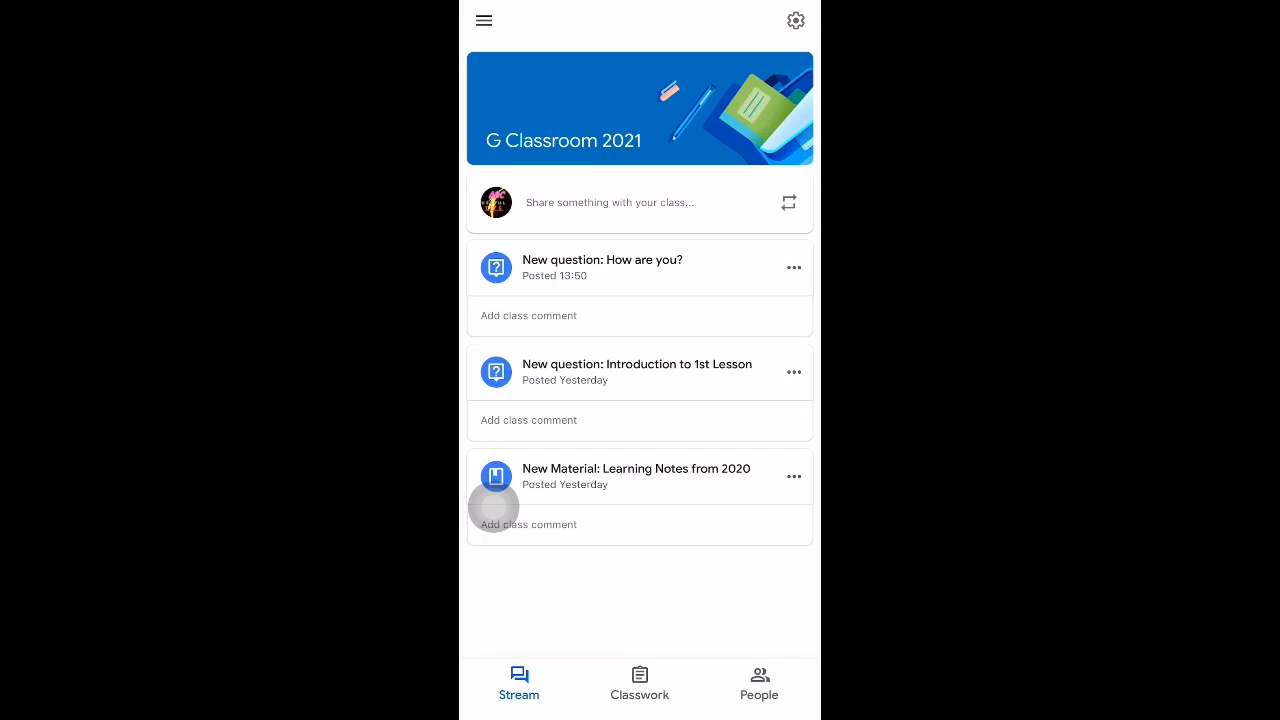 G Classroom 2021
Share something with your class...
New question: How are you?
Posted 13:50
Add class comment
New question: Introduction to 1st Lesson
Posted Yesterday
Add class comment
New Material: Learning Notes from 2020
Posted Yesterday
Add class comment
Stream
Classwork
People